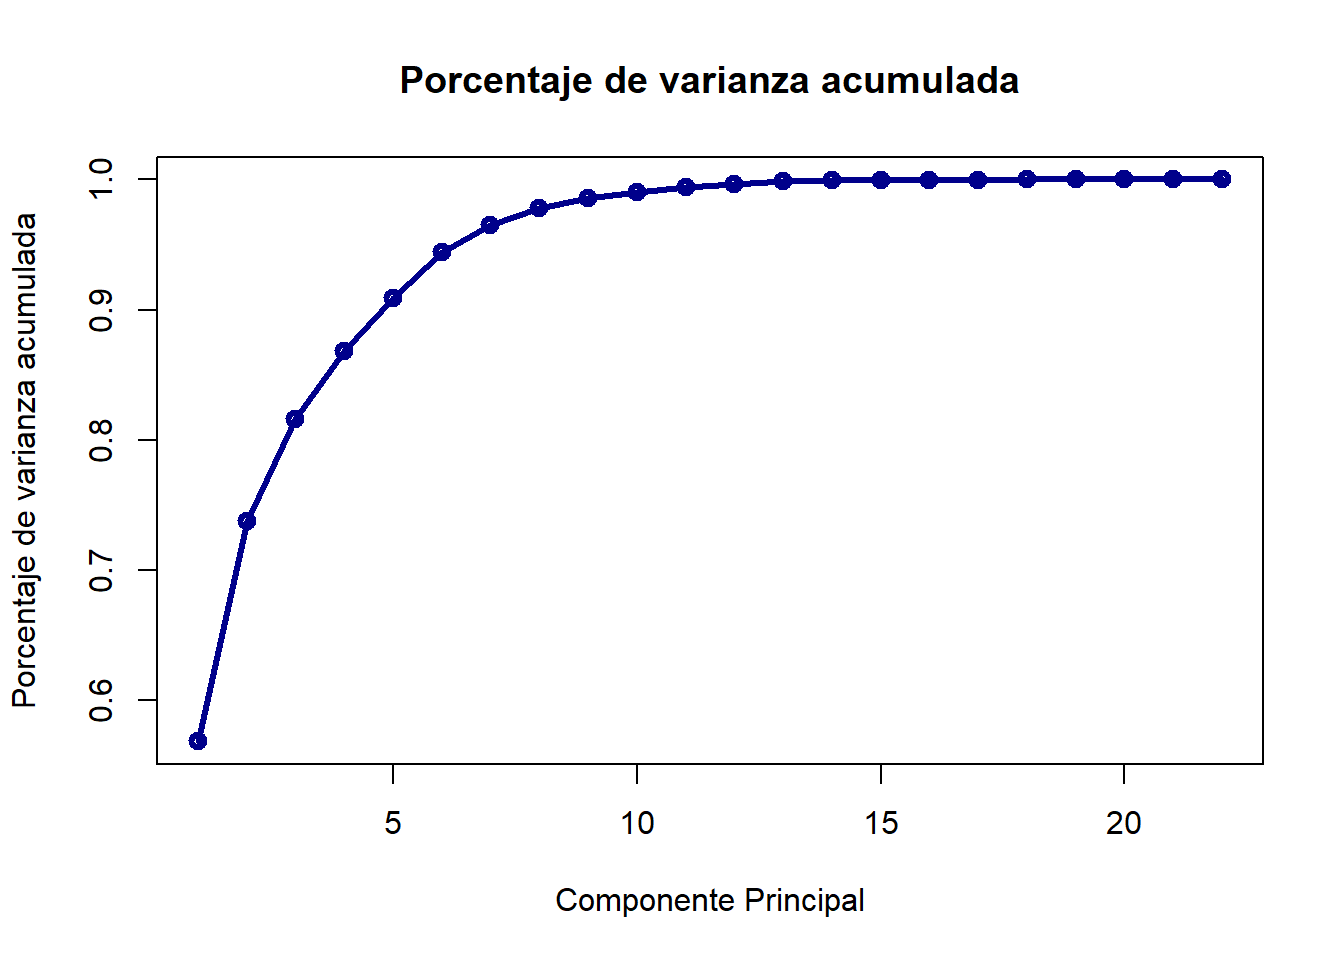 Porcentaje de varianza acumulada
Porcentaje de varianza acumulada
1.0
0.9
0.8
0.7
0.6
5 10 15 20
Componente Principal